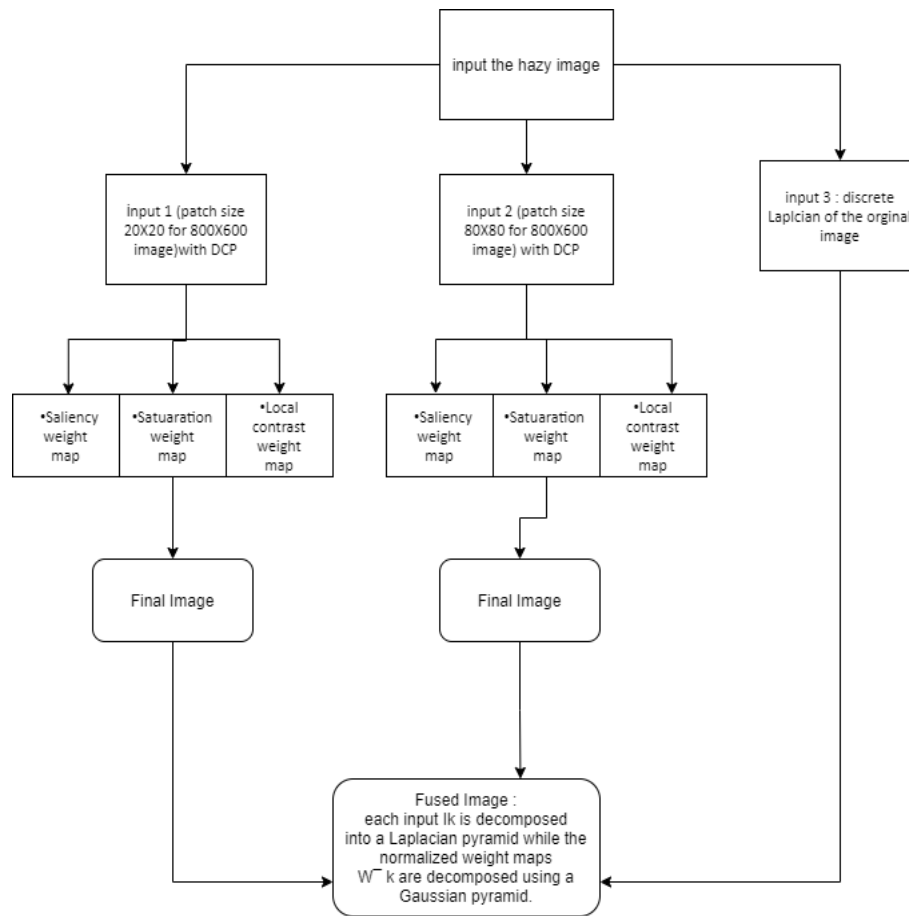 input the hazy image
input 1 (patch size
20X20 for 800X600
image)with DCP
input 2 (patch size
80X80 for 800X600
image) with DCP
input 3 : discrete
Laplcian of the orginal
image
•Saliency
weight
map
•Satuaration
weight
map
•Local
contrast
weight
map
•Saliency
weight
map
•Satuaration
weight
map
•Local
contrast
weight
map
Final Image
Final Image
Fused Image :
each input Ik is decomposed
into a Laplacian pyramid while the
normalized weight maps
W¯ k are decomposed using a
Gaussian pyramid.